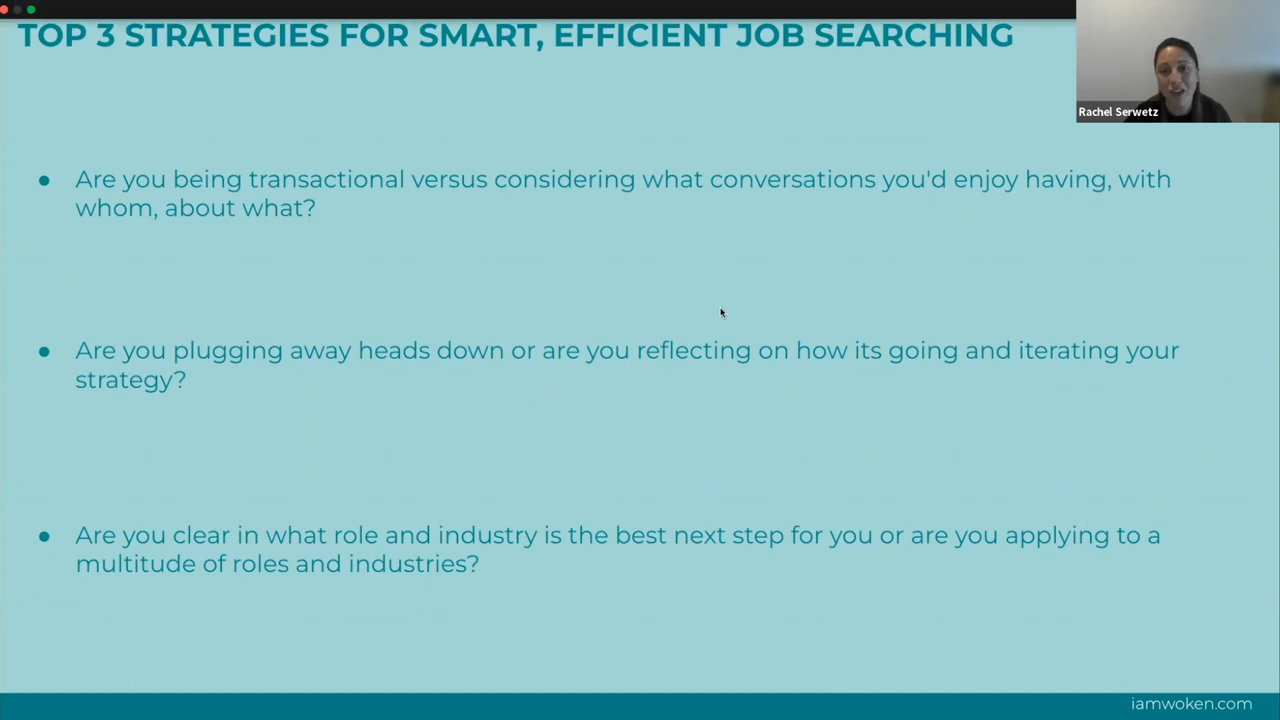 TOP 3 STRATEGIES FOR SMART, EFFICIENT JOB SEARCHING
Rachel Serwetz
● Are you being transactional versus considering what conversations you'd enjoy having, with
whom, about what?
● Are you plugging away heads down or are you reflecting on how its going and iterating your
strategy?
● Are you clear in what role and industry is the best next step for you or are you applying to a
multitude of roles and industries?
iamwoken.com